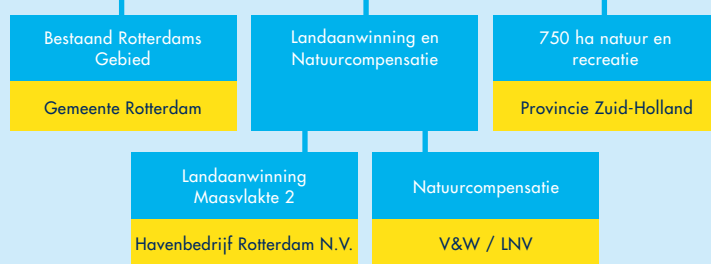 Bestaand Rotterdams
Gebied
Gemeente Rotterdam
Landaanwinning en
Natuurcompensatie
750 ha natuur en
recreatie
Provincie Zuid-Holland
Landaanwinning
Maasvlakte 2
Havenbedrijf Rotterdam N.V.
Natuurcompensatie
V&W / LNV